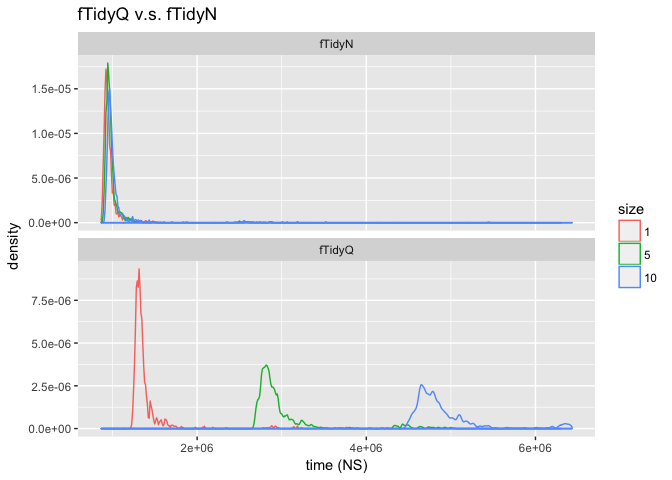 fTidyQ v.s. fTidyN
fTidyN
1.5e-05
1.0e-05
5.0e-06
0.0e+00
density
fTidyQ
7.5e-06
5.0e-06
2.5e-06
0.0e+00
2e+06 4e+06 6e+06
time (NS)
size
1
5
10